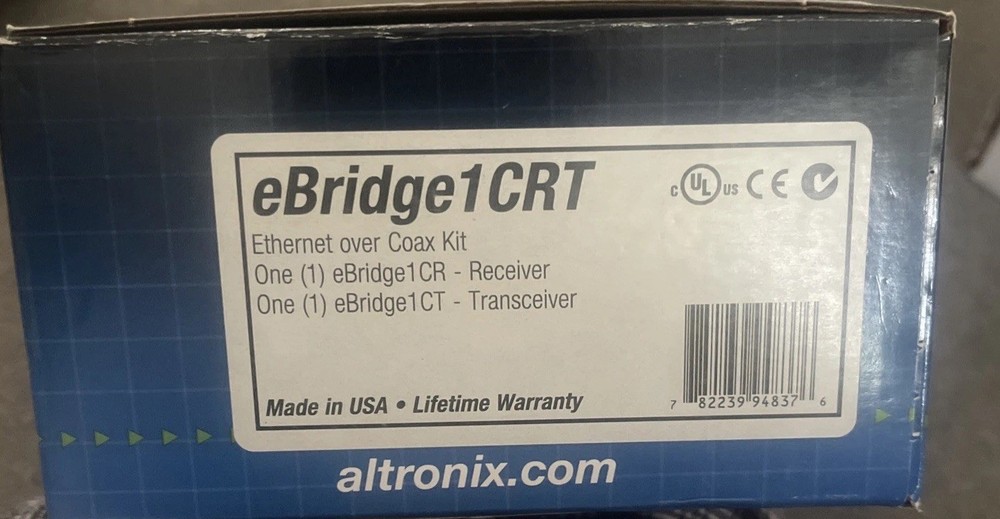 eBridge1CRT
c UL us CE
Ethernet over Coax Kit
One (1) eBridge1CR - Receiver
One (1) eBridge1CT - Transceiver
Made in USA • Lifetime Warranty
7 82239 94837 6
altronix.com